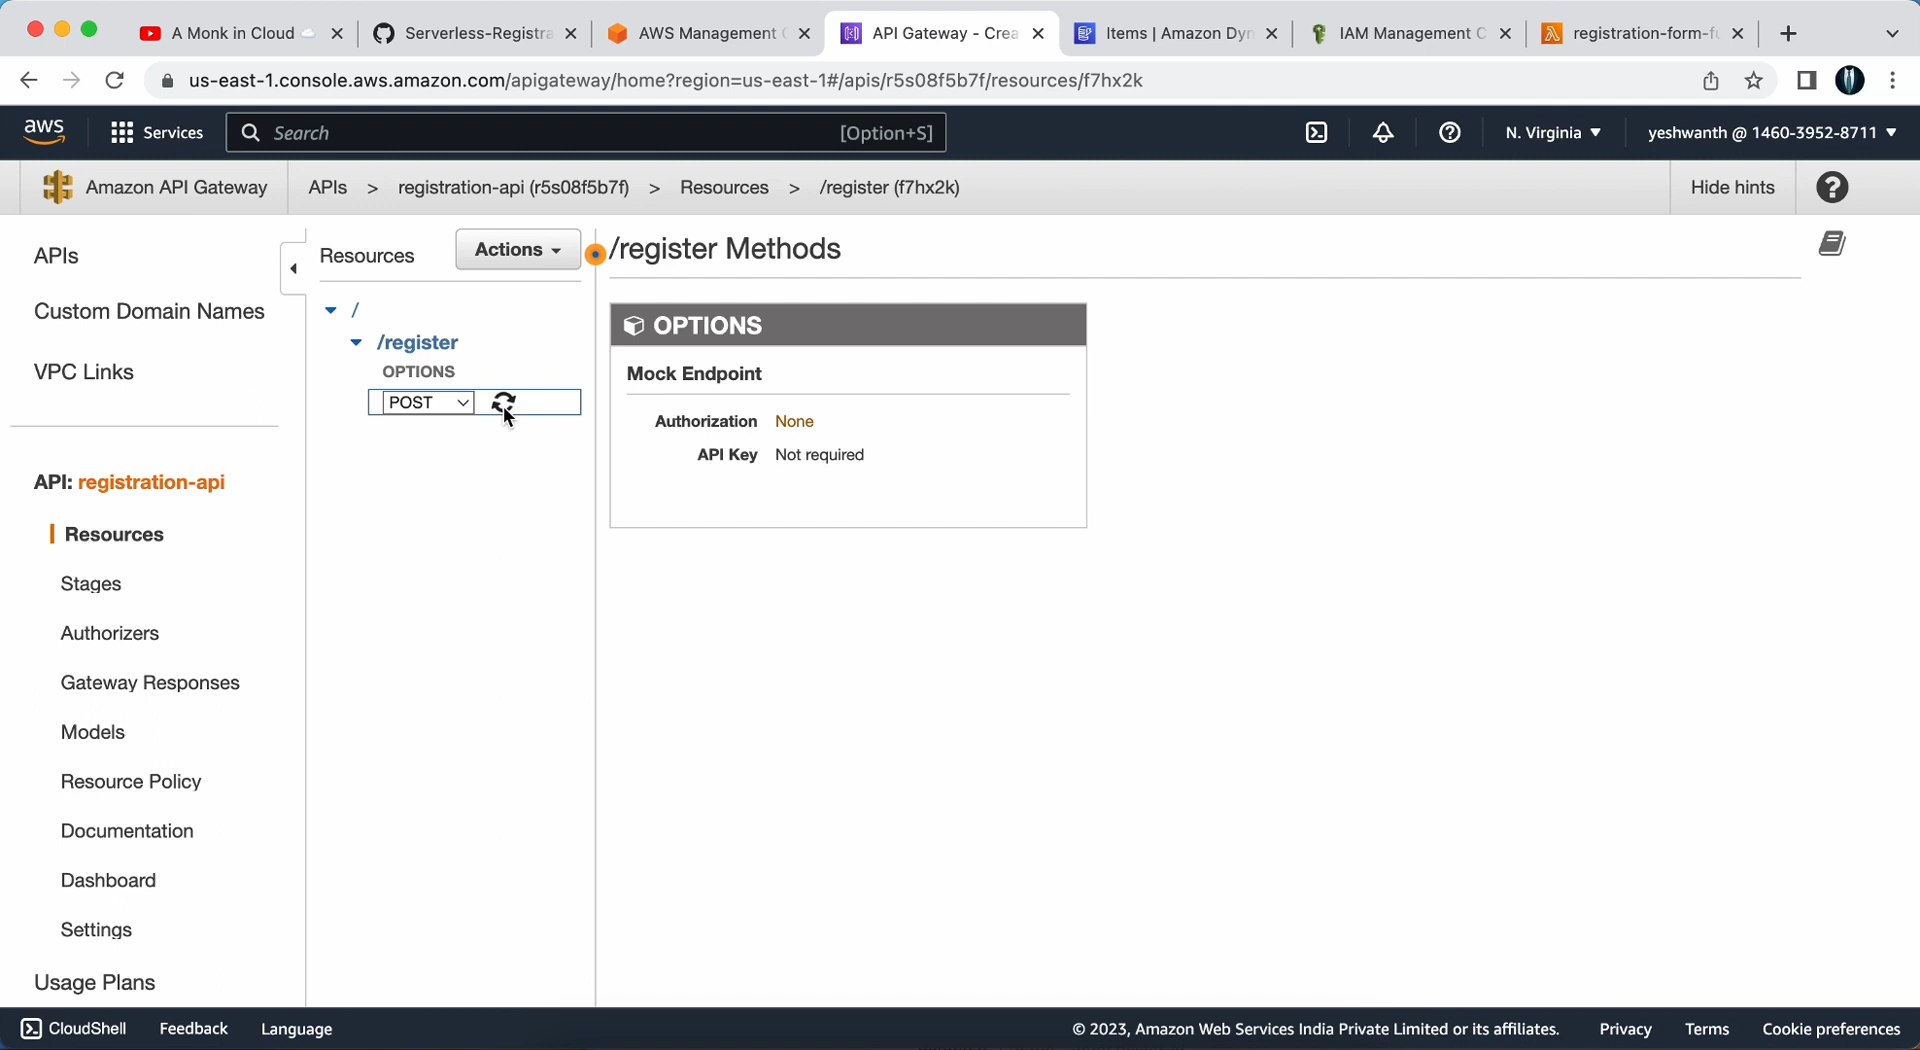 A Monk in Cloud
Serverless-Registra
AWS Management C
API Gateway - Crea
Items | Amazon Dyn
IAM Management C
registration-form-fu
us-east-1.console.aws.amazon.com/apigateway/home?region=us-east-1#/apis/r5s08f5b7f/resources/f7hx2k
aws
Services
Search
[Option+S]
N. Virginia
yeshwanth @ 1460-3952-8711
Amazon API Gateway
APIs > registration-api (r5s08f5b7f) > Resources > /register (f7hx2k)
Hide hints
?
APIs
Custom Domain Names
VPC Links
API: registration-api
Resources
Stages
Authorizers
Gateway Responses
Models
Resource Policy
Documentation
Dashboard
Settings
Usage Plans
Resources
Actions
/
/register
OPTIONS
POST
/register Methods
OPTIONS
Mock Endpoint
Authorization None
API Key Not required
CloudShell
Feedback
Language
© 2023, Amazon Web Services India Private Limited or its affiliates.
Privacy
Terms
Cookie preferences